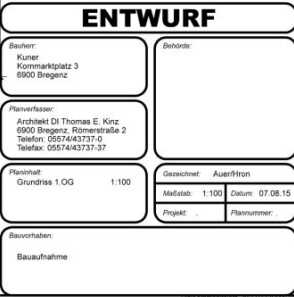 ENTWURF
Bauherr:
Kuner
Kornmarktplatz 3
6900 Bregenz
Behörde:
Planverfasser:
Architekt DI Thomas E. Kinz
6900 Bregenz, Römerstraße 2
Telefon: 05574/43737-0
Telefax: 05574/43737-37
Planinhalt:
Grundriss 1.OG 1:100
Gezeichnet: Auer/Hron
Maßstab: 1:100 Datum: 07.08.15
Projekt: . Plannummer: .
Bauvorhaben:
Bauaufnahme